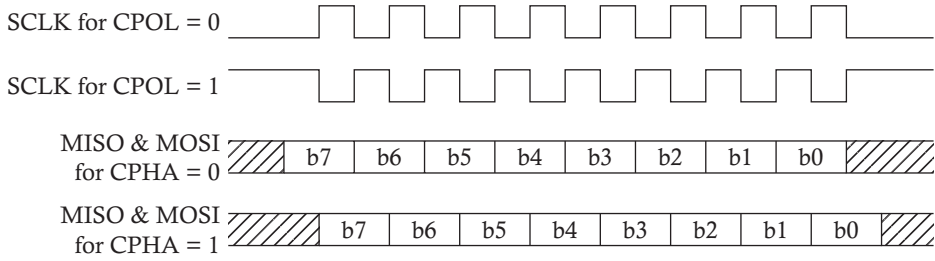 SCLK for CPOL = 0
SCLK for CPOL = 1
MISO & MOSI
for CPHA = 0
b7 b6 b5 b4 b3 b2 b1 b0
MISO & MOSI
for CPHA = 1
b7 b6 b5 b4 b3 b2 b1 b0